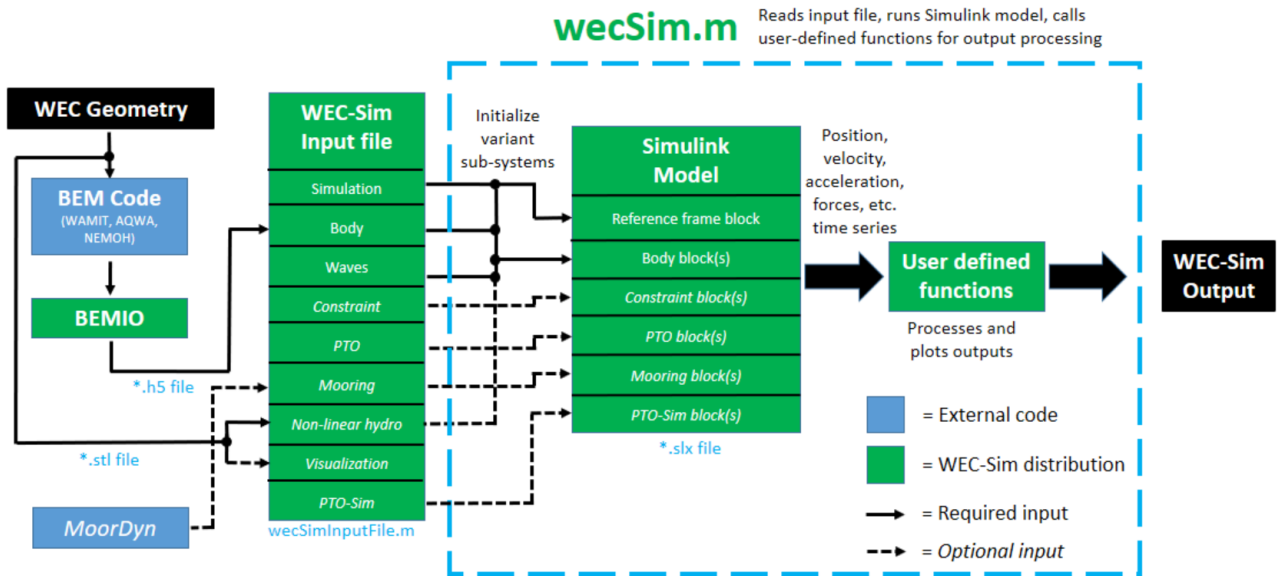 wecSim.m
Reads input file, runs Simulink model, calls
user-defined functions for output processing
WEC Geometry
BEM Code
(WAMIT, AQWA,
NEMOH)
BEMIO
*.h5 file
*.stl file
MoorDyn
WEC-Sim
Input file
Simulation
Body
Waves
Constraint
PTO
Mooring
Non-linear hydro
Visualization
PTO-Sim
wecSimInputFile.m
Initialize
variant
sub-systems
Simulink
Model
Reference frame block
Body block(s)
Constraint block(s)
PTO block(s)
Mooring block(s)
PTO-Sim block(s)
*.slx file
Position,
velocity,
acceleration,
forces, etc.
time series
User defined
functions
Processes and
plots outputs
WEC-Sim
Output
= External code
= WEC-Sim distribution
= Required input
= Optional input